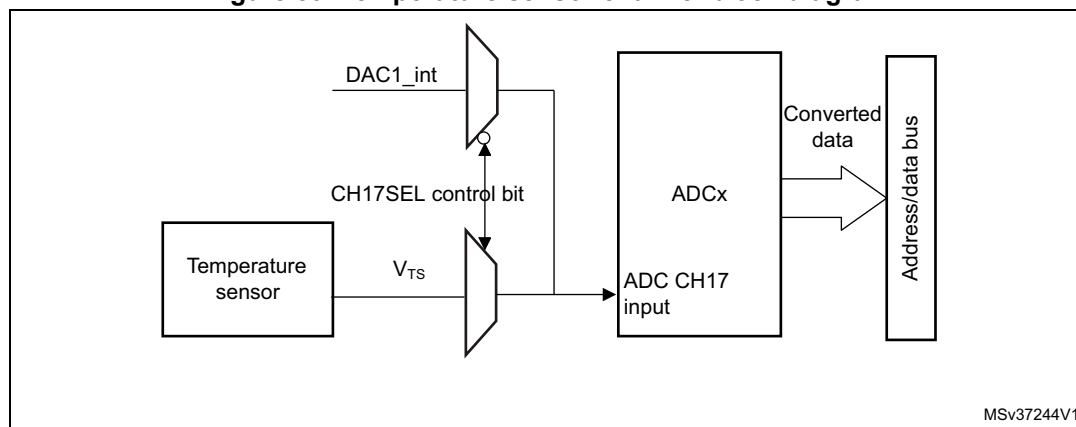 DAC1_int
Converted
data
CH17SEL control bit
ADCx
Address/data bus
Temperature
sensor
VTS
ADC CH17
input
MSv37244V1